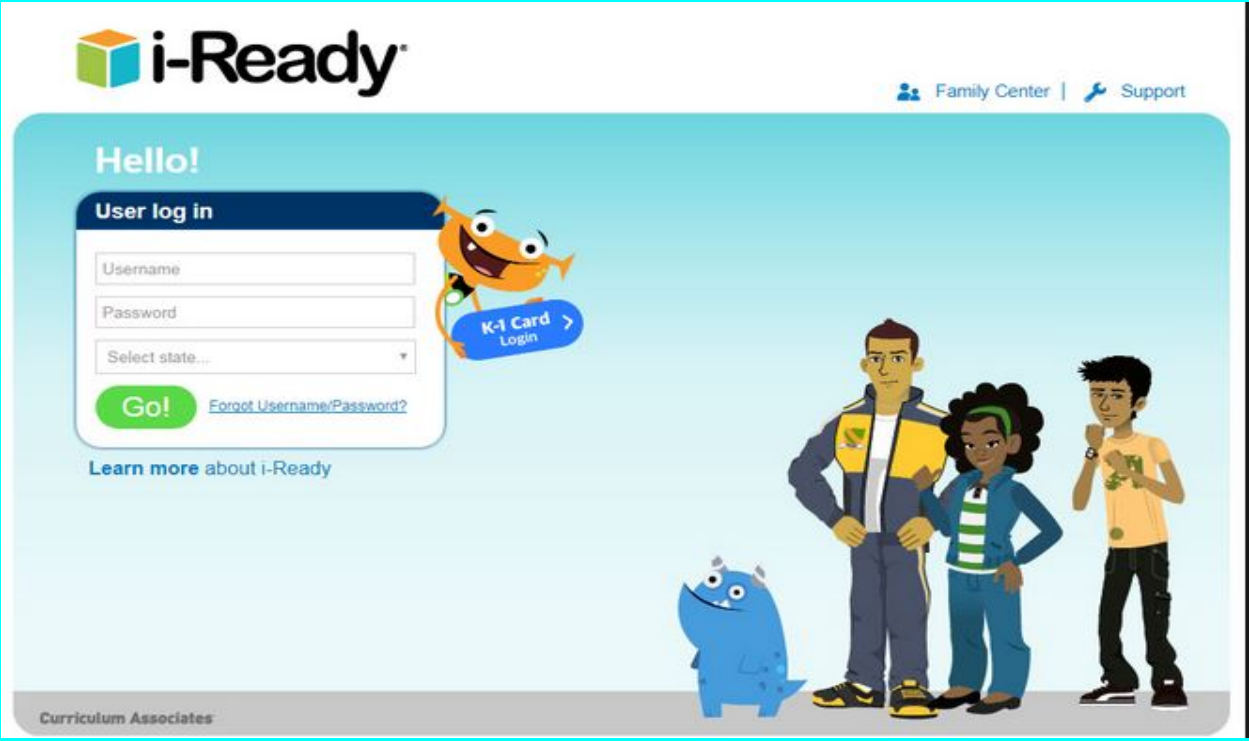 i-Ready®
Family Center | Support
Hello!
User log in
Username
Password
Select state...
K-1 Card
Login
Go! Forgot Username/Password?
Learn more about i-Ready
Curriculum Associates